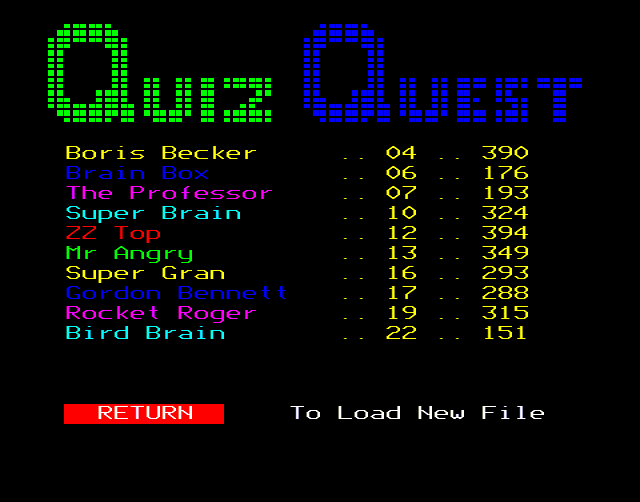 Quiz Quest
Boris Becker .. 04 .. 390
Brain Box .. 06 .. 176
The Professor .. 07 .. 193
Super Brain .. 10 .. 324
ZZ Top .. 12 .. 394
Mr Angry .. 13 .. 349
Super Gran .. 16 .. 293
Gordon Bennett .. 17 .. 288
Rocket Roger .. 19 .. 315
Bird Brain .. 22 .. 151
RETURN To Load New File